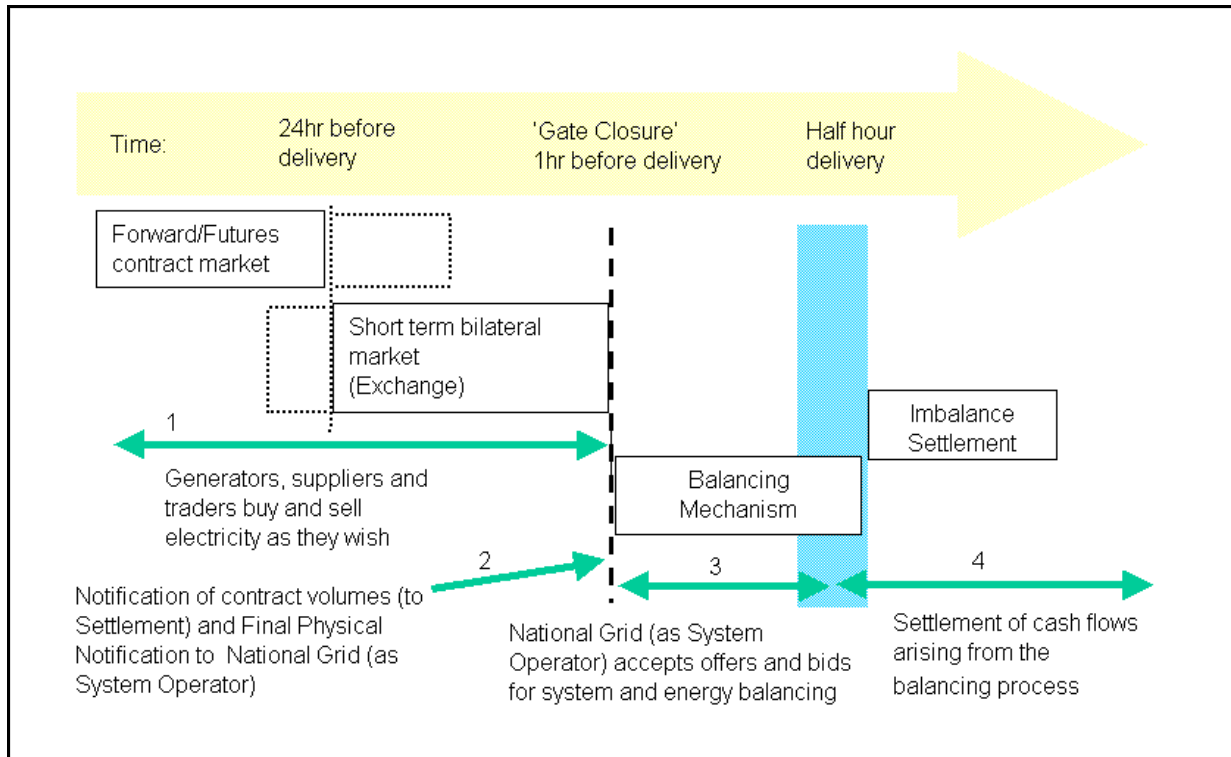 Time:
24hr before
delivery
'Gate Closure'
1hr before delivery
Half hour
delivery
Forward/Futures
contract market
Short term bilateral
market
(Exchange)
Imbalance
Settlement
1
Generators, suppliers and
traders buy and sell
electricity as they wish
Balancing
Mechanism
2
3
4
Notification of contract volumes (to
Settlement) and Final Physical
Notification to National Grid (as
System Operator)
National Grid (as System
Operator) accepts offers and bids
for system and energy balancing
Settlement of cash flows
arising from the
balancing process